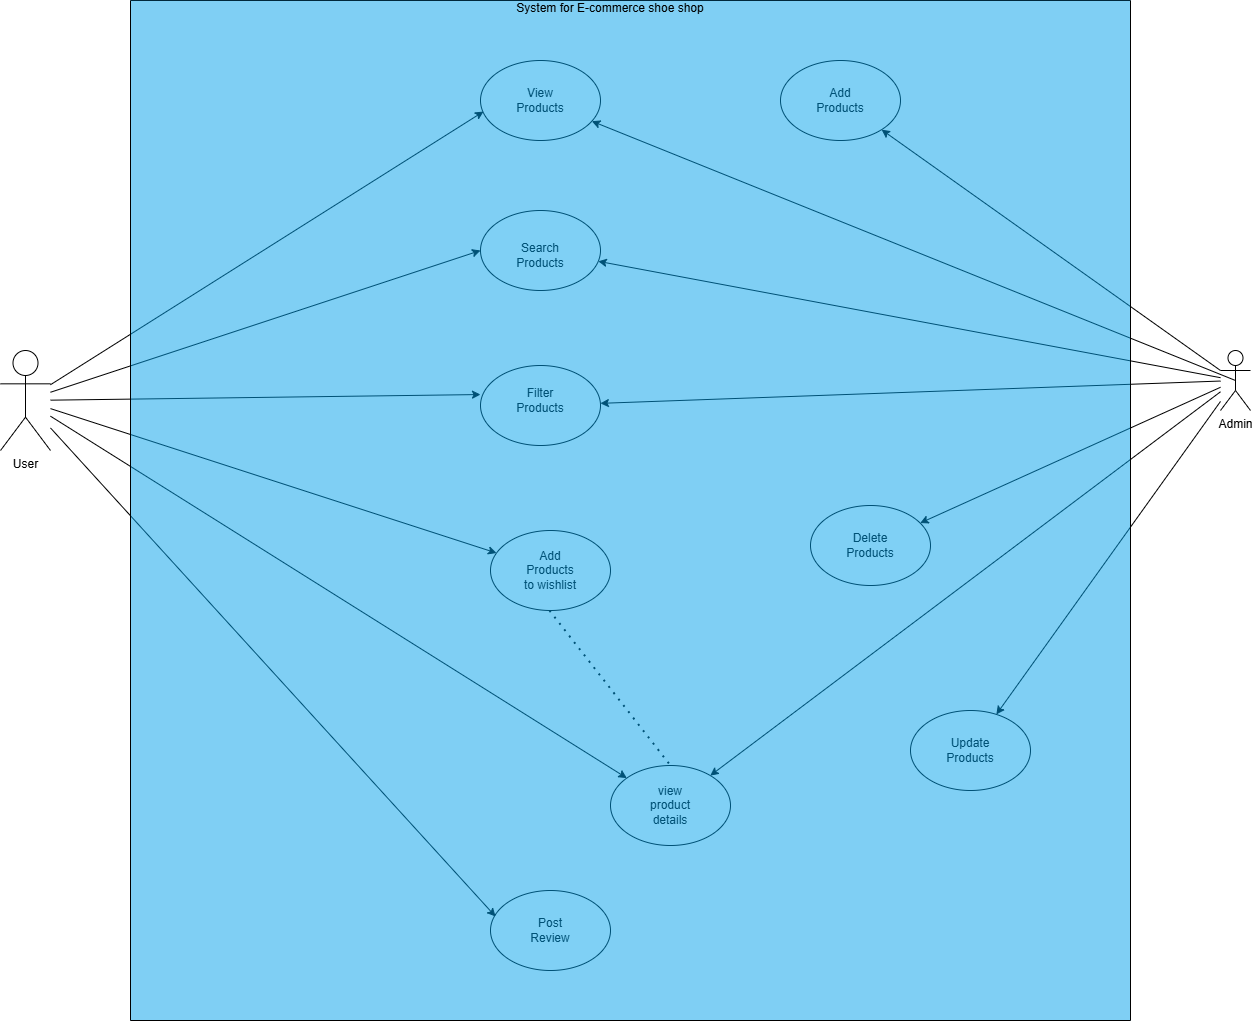 System for E-commerce shoe shop
View
Products
Add
Products
Search
Products
Filter
Products
User
Admin
Delete
Products
Add
Products
to wishlist
Update
Products
view
product
details
Post
Review